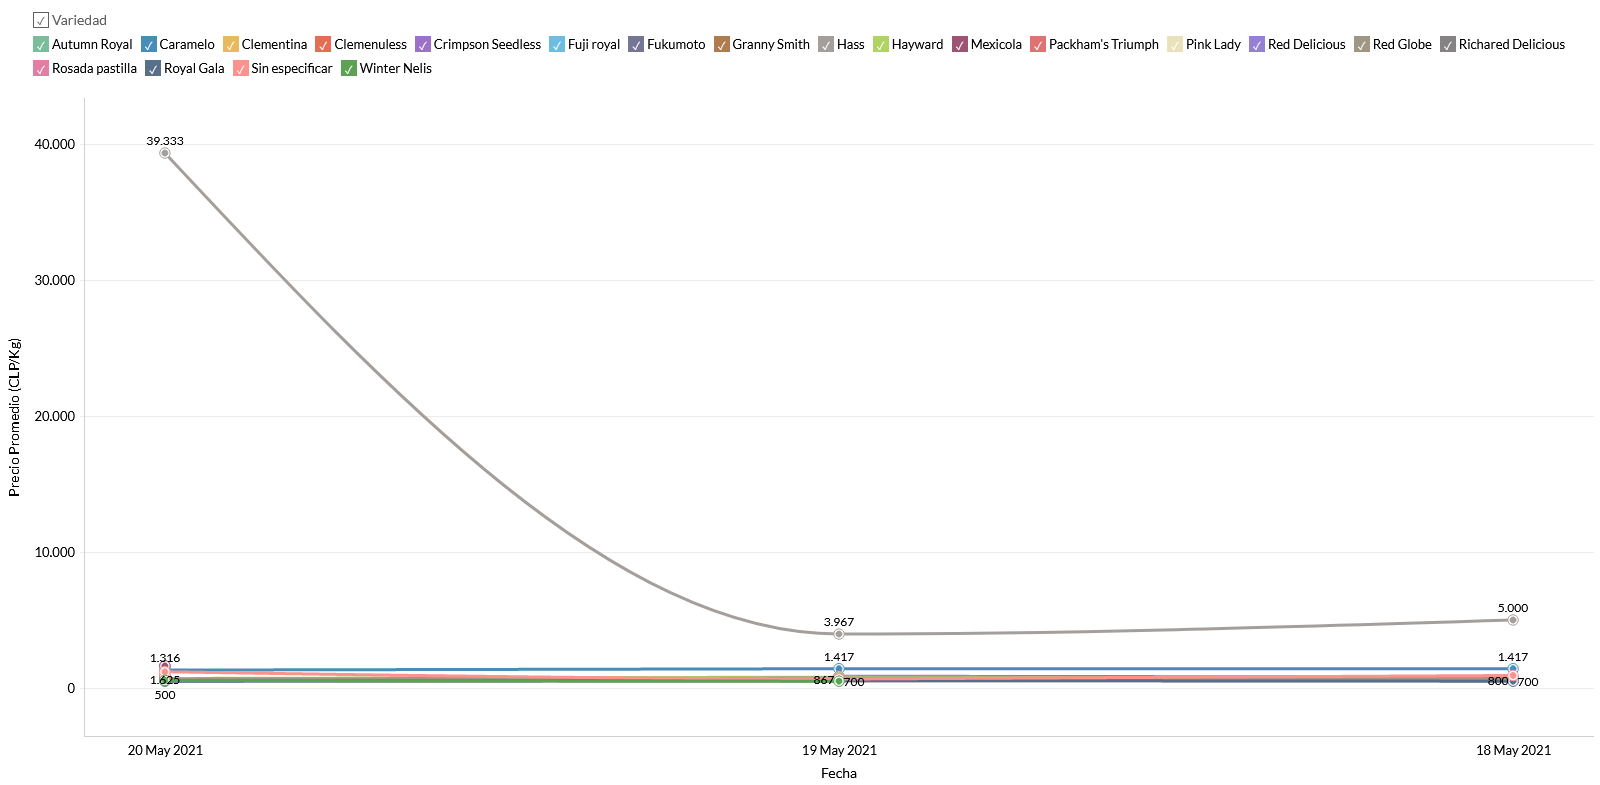 Variedad
Autumn Royal Caramelo Clementina Clemenuless Crimpson Seedless Fuji royal Fukumoto Granny Smith Hass Hayward Mexicola Packham's Triumph Pink Lady Red Delicious Red Globe Richared Delicious
Rosada pastilla Royal Gala Sin especificar Winter Nelis
40.000
30.000
20.000
10.000
0
Precio Promedio (CLP/Kg)
39.333
3.967
5.000
1.316
1.417
1.417
1.625
867
700
800
700
500
20 May 2021
19 May 2021
18 May 2021
Fecha